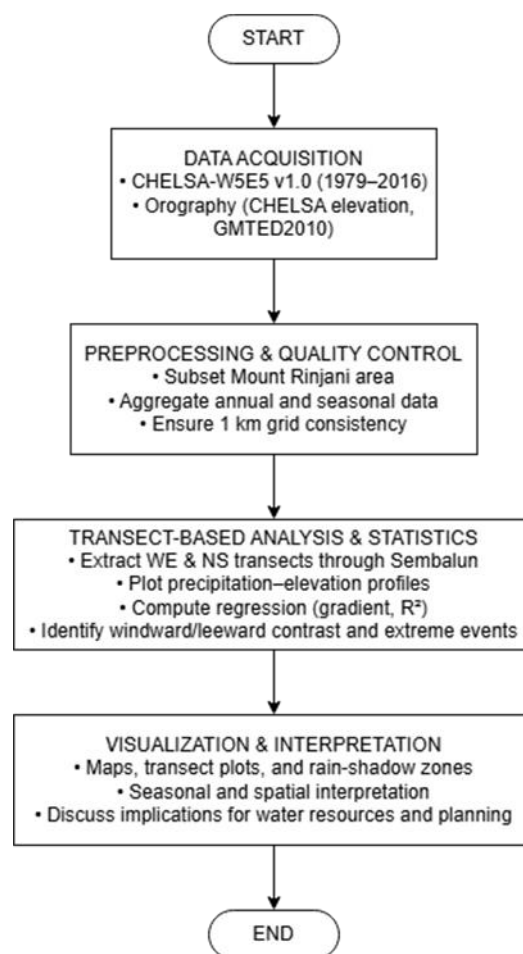 START
DATA ACQUISITION
• CHELSA-W5E5 v1.0 (1979–2016)
• Orography (CHELSA elevation,
GMTED2010)
PREPROCESSING & QUALITY CONTROL
• Subset Mount Rinjani area
• Aggregate annual and seasonal data
• Ensure 1 km grid consistency
TRANSECT-BASED ANALYSIS & STATISTICS
• Extract WE & NS transects through Sembalun
• Plot precipitation–elevation profiles
• Compute regression (gradient, R²)
• Identify windward/leeward contrast and extreme events
VISUALIZATION & INTERPRETATION
• Maps, transect plots, and rain-shadow zones
• Seasonal and spatial interpretation
• Discuss implications for water resources and planning
END